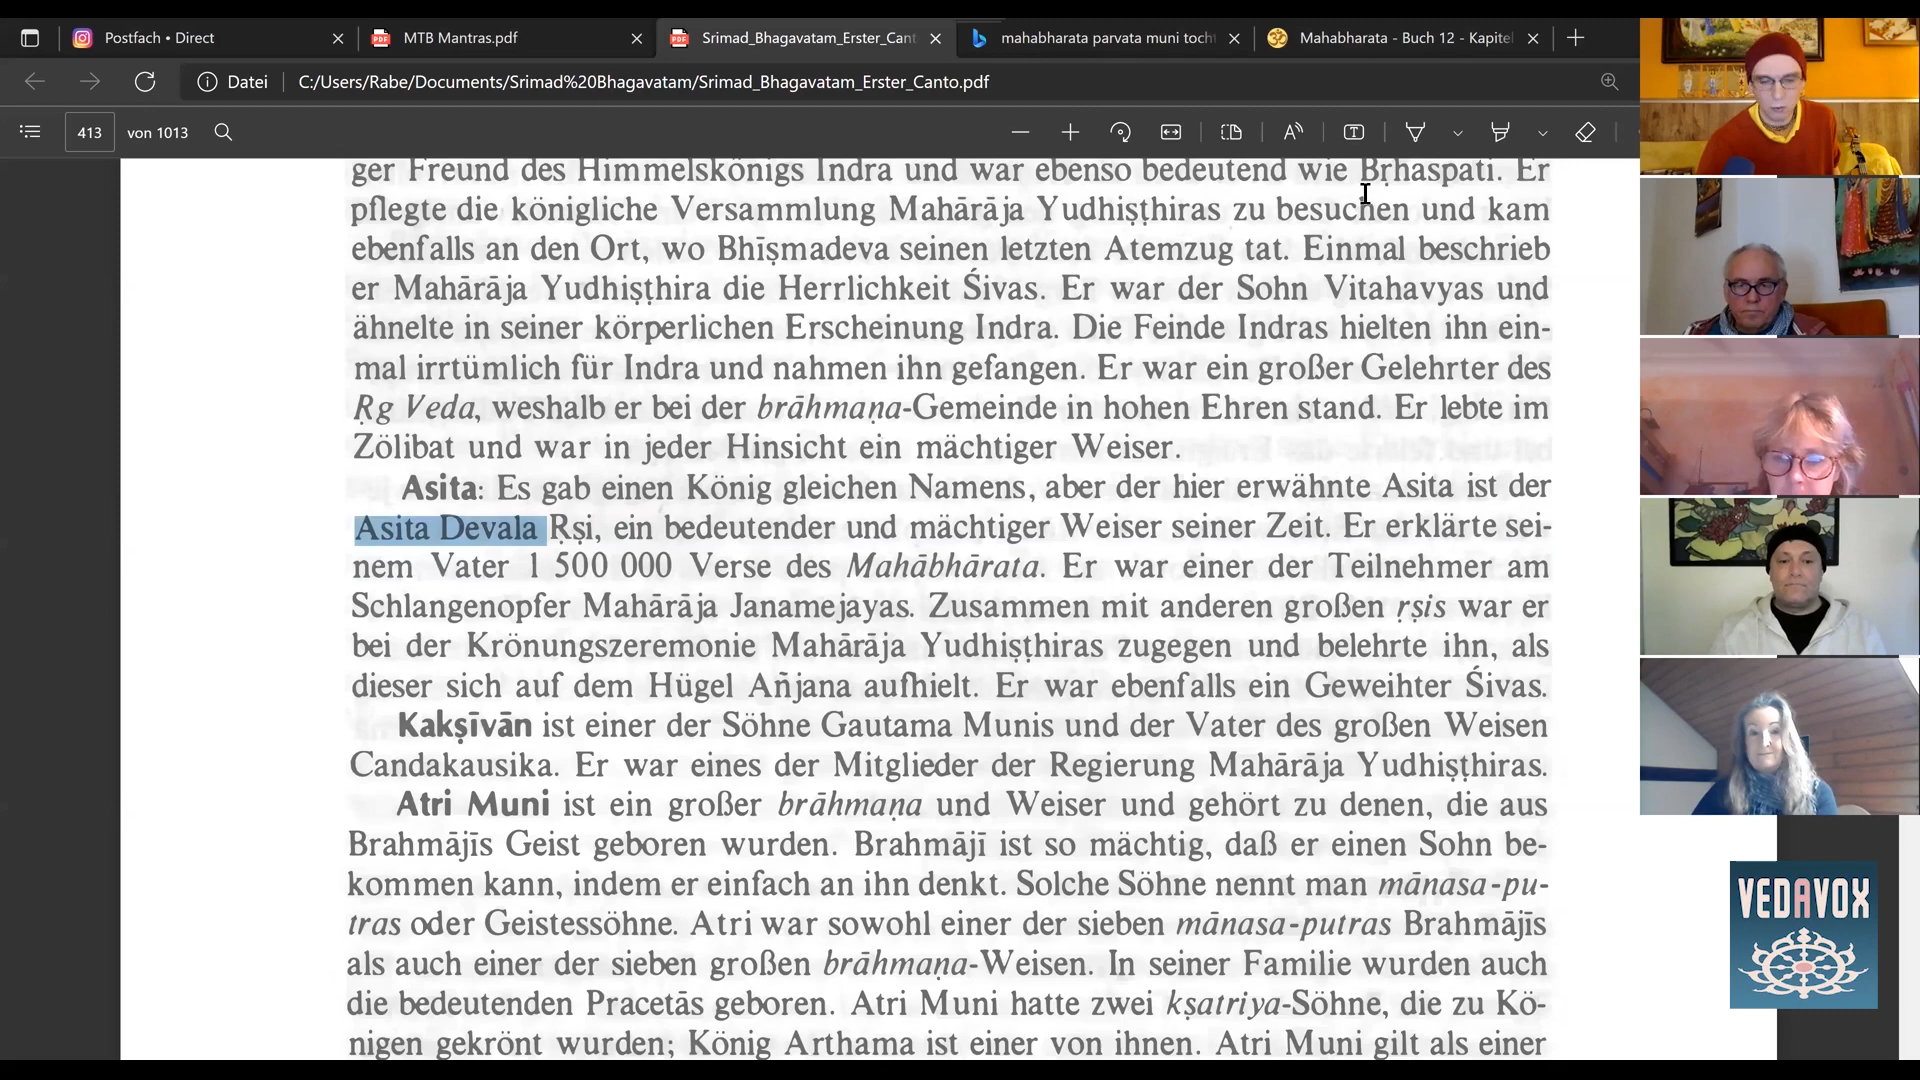 Postfach • Direct
MTB Mantras.pdf
Srimad_Bhagavatam_Erster_Cant
mahabharata parvata muni tocht
Mahabharata - Buch 12 - Kapitel
Datei
C:/Users/Rabe/Documents/Srimad%20Bhagavatam/Srimad_Bhagavatam_Erster_Canto.pdf
413 von 1013
ger Freund des Himmelskönigs Indra und war ebenso bedeutend wie Bṛhaspati. Er
pflegte die königliche Versammlung Mahārāja Yudhiṣṭhiras zu besuchen und kam
ebenfalls an den Ort, wo Bhīṣmadeva seinen letzten Atemzug tat. Einmal beschrieb
er Mahārāja Yudhiṣṭhira die Herrlichkeit Śivas. Er war der Sohn Vitahavyas und
ähnelte in seiner körperlichen Erscheinung Indra. Die Feinde Indras hielten ihn ein-
mal irrtümlich für Indra und nahmen ihn gefangen. Er war ein großer Gelehrter des
Ṛg Veda, weshalb er bei der brāhmaṇa-Gemeinde in hohen Ehren stand. Er lebte im
Zölibat und war in jeder Hinsicht ein mächtiger Weiser.
Asita: Es gab einen König gleichen Namens, aber der hier erwähnte Asita ist der
Asita Devala Ṛṣi, ein bedeutender und mächtiger Weiser seiner Zeit. Er erklärte sei-
nem Vater 1 500 000 Verse des Mahābhārata. Er war einer der Teilnehmer am
Schlangenopfer Mahārāja Janamejayas. Zusammen mit anderen großen ṛṣis war er
bei der Krönungszeremonie Mahārāja Yudhiṣṭhiras zugegen und belehrte ihn, als
dieser sich auf dem Hügel Añjana aufhielt. Er war ebenfalls ein Geweihter Śivas.
Kakṣīvān ist einer der Söhne Gautama Munis und der Vater des großen Weisen
Candakausika. Er war eines der Mitglieder der Regierung Mahārāja Yudhiṣṭhiras.
Atri Muni ist ein großer brāhmaṇa und Weiser und gehört zu denen, die aus
Brahmājīs Geist geboren wurden. Brahmājī ist so mächtig, daß er einen Sohn be-
kommen kann, indem er einfach an ihn denkt. Solche Söhne nennt man mānasa-pu-
tras oder Geistessöhne. Atri war sowohl einer der sieben mānasa-putras Brahmājīs
als auch einer der sieben großen brāhmaṇa-Weisen. In seiner Familie wurden auch
die bedeutenden Pracetās geboren. Atri Muni hatte zwei kṣatriya-Söhne, die zu Kö-
nigen gekrönt wurden; König Arthama ist einer von ihnen. Atri Muni gilt als einer
VEDAVOX